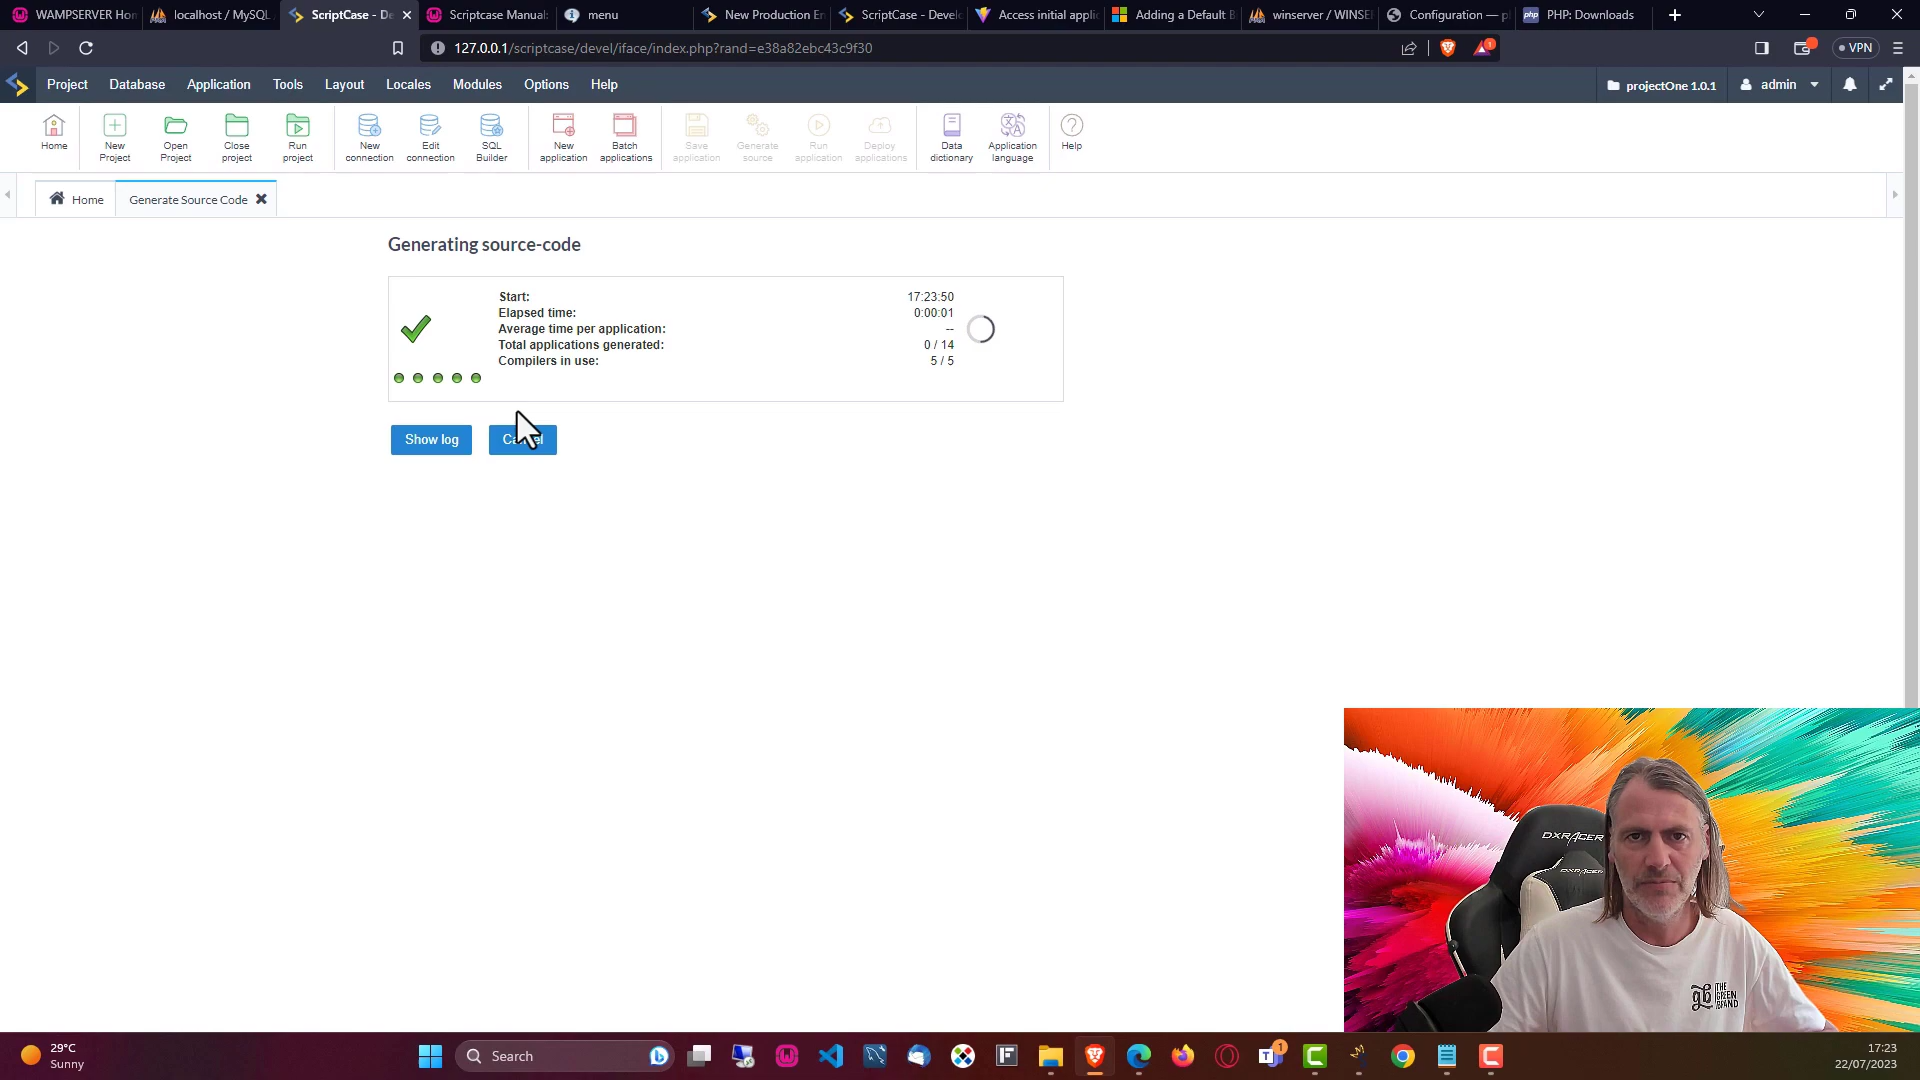 WAMPSERVER Hom
localhost / MySQL
ScriptCase - De
Scriptcase Manual:
menu
New Production En
ScriptCase - Develo
Access initial applic
Adding a Default B
winserver / WINSE
Configuration — p
PHP: Downloads
127.0.0.1/scriptcase/devel/iface/index.php?rand=e38a82ebc43c9f30
VPN
Project Database Application Tools Layout Locales Modules Options Help
projectOne 1.0.1 admin
Home
New Project
Open Project
Close project
Run project
New connection
Edit connection
SQL Builder
New application
Batch applications
Save application
Generate source
Run application
Deploy applications
Data dictionary
Application language
Help
Home
Generate Source Code
Generating source-code
Start: 17:23:50
Elapsed time: 0:00:01
Average time per application: --
Total applications generated: 0 / 14
Compilers in use: 5 / 5
Show log
DXRACER
gb THE GREEN BRAND
29°C
Sunny
Search
1
17:23
22/07/2023